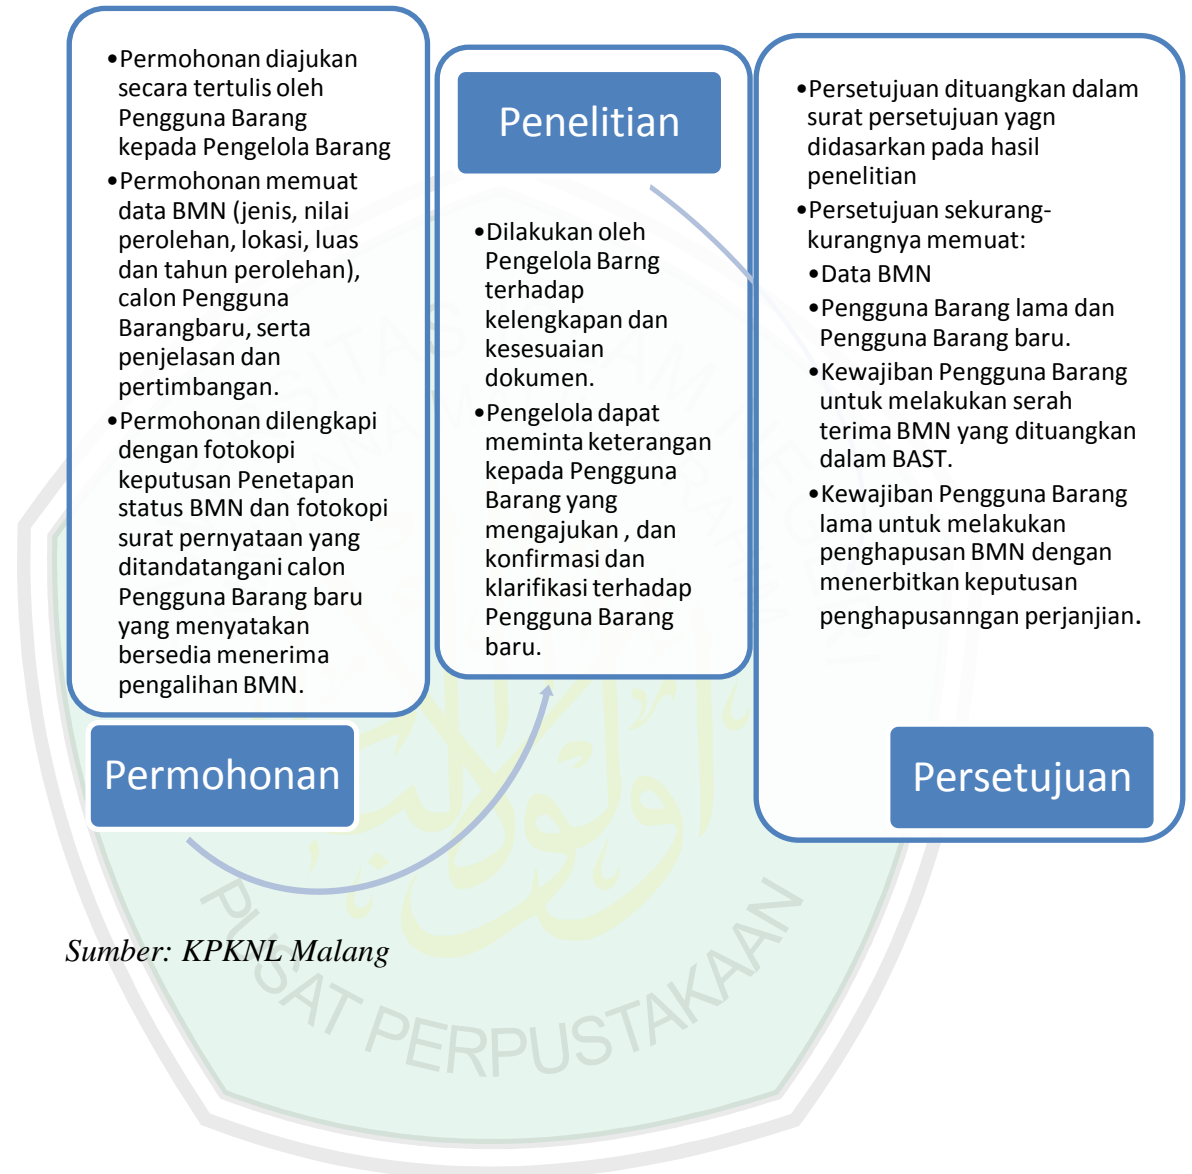 •Permohonan diajukan
secara tertulis oleh
Pengguna Barang
kepada Pengelola Barang
•Permohonan memuat
data BMN (jenis, nilai
perolehan, lokasi, luas
dan tahun perolehan),
calon Pengguna
Barangbaru, serta
penjelasan dan
pertimbangan.
•Permohonan dilengkapi
dengan fotokopi
keputusan Penetapan
status BMN dan fotokopi
surat pernyataan yang
ditandatangani calon
Pengguna Barang baru
yang menyatakan
bersedia menerima
pengalihan BMN.
Permohonan
Penelitian
•Dilakukan oleh
Pengelola Barng
terhadap
kelengkapan dan
kesesuaian
dokumen.
•Pengelola dapat
meminta keterangan
kepada Pengguna
Barang yang
mengajukan , dan
konfirmasi dan
klarifikasi terhadap
Pengguna Barang
baru.
•Persetujuan dituangkan dalam
surat persetujuan yagn
didasarkan pada hasil
penelitian
•Persetujuan sekurang-
kurangnya memuat:
•Data BMN
•Pengguna Barang lama dan
Pengguna Barang baru.
•Kewajiban Pengguna Barang
untuk melakukan serah
terima BMN yang dituangkan
dalam BAST.
•Kewajiban Pengguna Barang
lama untuk melakukan
penghapusan BMN dengan
menerbitkan keputusan
penghapusanngan perjanjian.
Persetujuan
Sumber: KPKNL Malang
PUSAT PERPUSTAKAAN